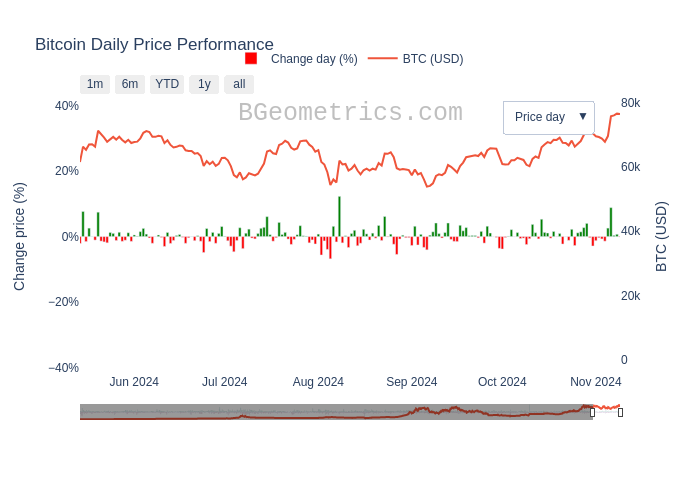 Bitcoin Daily Price Performance
Change day (%) BTC (USD)
1m 6m YTD 1y all
BGeometrics.com
Price day ▼
40%
20%
0%
−20%
−40%
Change price (%)
80k
60k
40k
20k
0
BTC (USD)
Jun 2024 Jul 2024 Aug 2024 Sep 2024 Oct 2024 Nov 2024